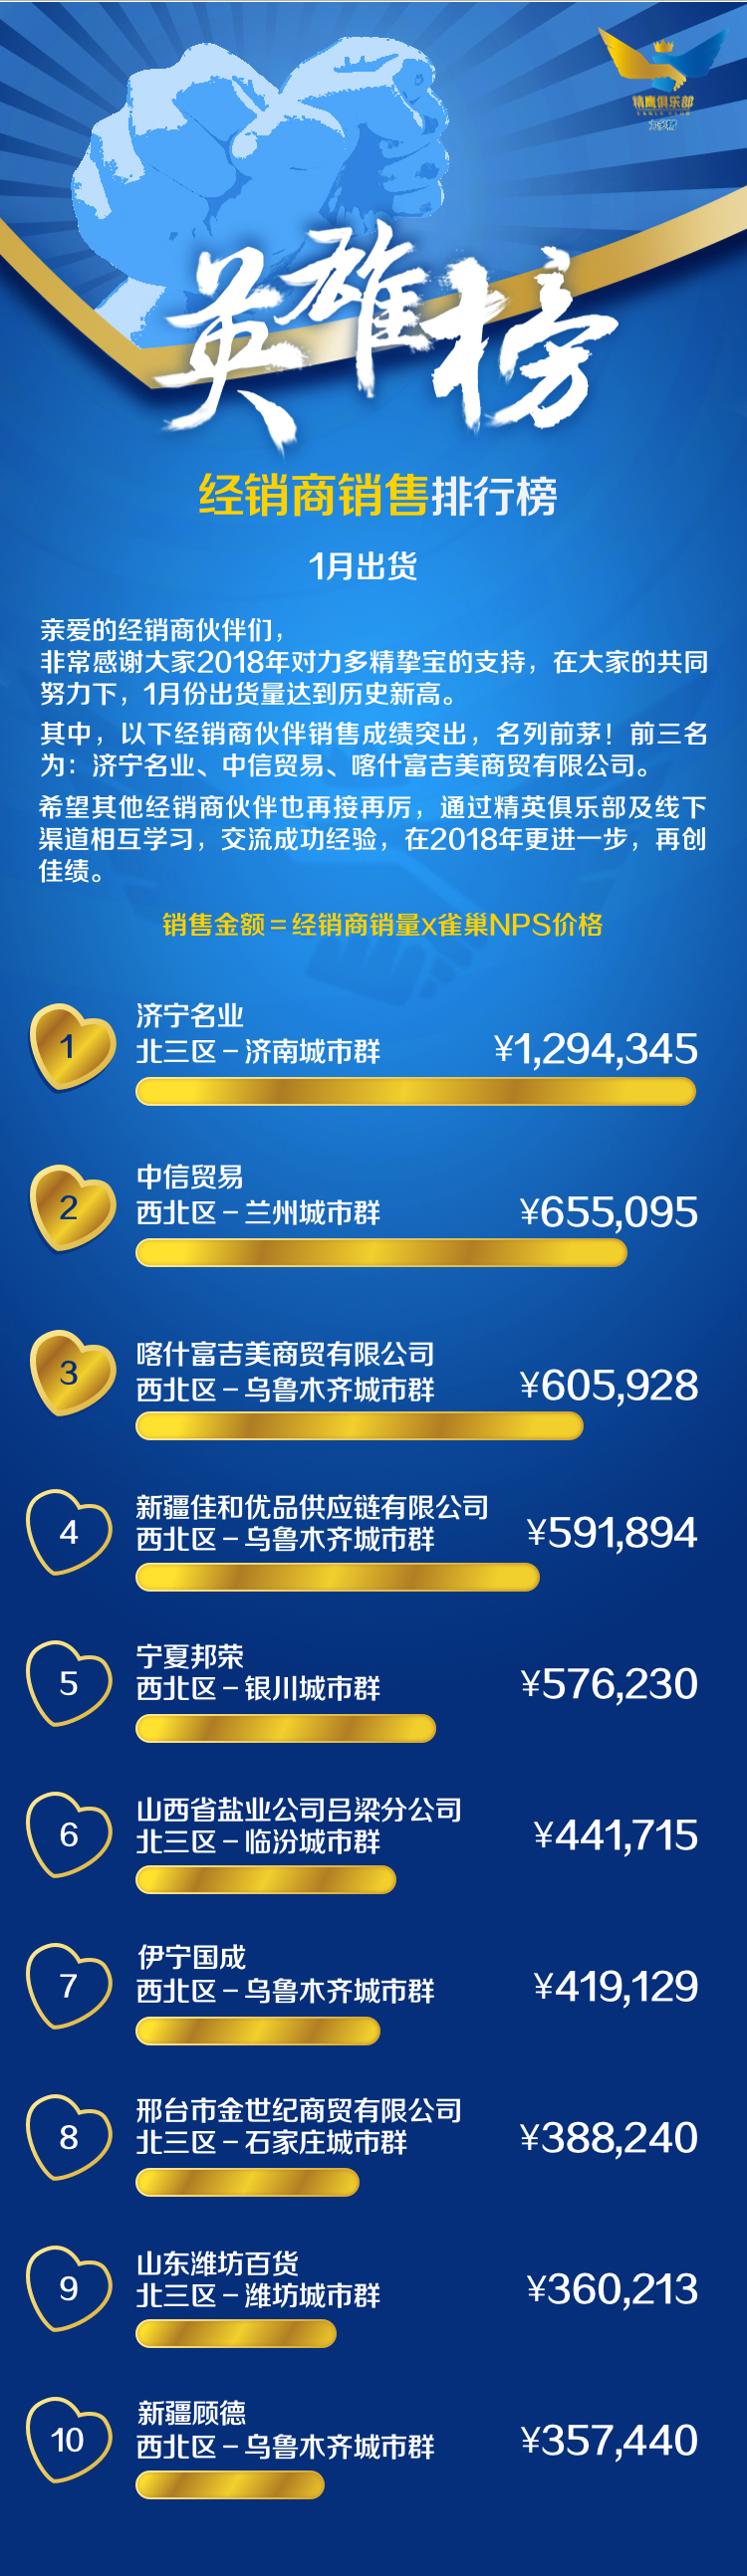 精鹰俱乐部
EAGLE CLUB
力多精
英雄榜
经销商销售排行榜
1月出货
亲爱的经销商伙伴们，
非常感谢大家2018年对力多精挚宝的支持，在大家的共同
努力下，1月份出货量达到历史新高。
其中，以下经销商伙伴销售成绩突出，名列前茅！前三名
为：济宁名业、中信贸易、喀什富吉美商贸有限公司。
希望其他经销商伙伴也再接再厉，通过精英俱乐部及线下
渠道相互学习，交流成功经验，在2018年更进一步，再创
佳绩。
销售金额＝经销商销量x雀巢NPS价格
1
济宁名业
北三区－济南城市群
¥1,294,345
2
中信贸易
西北区－兰州城市群
¥655,095
3
喀什富吉美商贸有限公司
西北区－乌鲁木齐城市群
¥605,928
4
新疆佳和优品供应链有限公司
西北区－乌鲁木齐城市群
¥591,894
5
宁夏邦荣
西北区－银川城市群
¥576,230
6
山西省盐业公司吕梁分公司
北三区－临汾城市群
¥441,715
7
伊宁国成
西北区－乌鲁木齐城市群
¥419,129
8
邢台市金世纪商贸有限公司
北三区－石家庄城市群
¥388,240
9
山东潍坊百货
北三区－潍坊城市群
¥360,213
10
新疆顾德
西北区－乌鲁木齐城市群
¥357,440